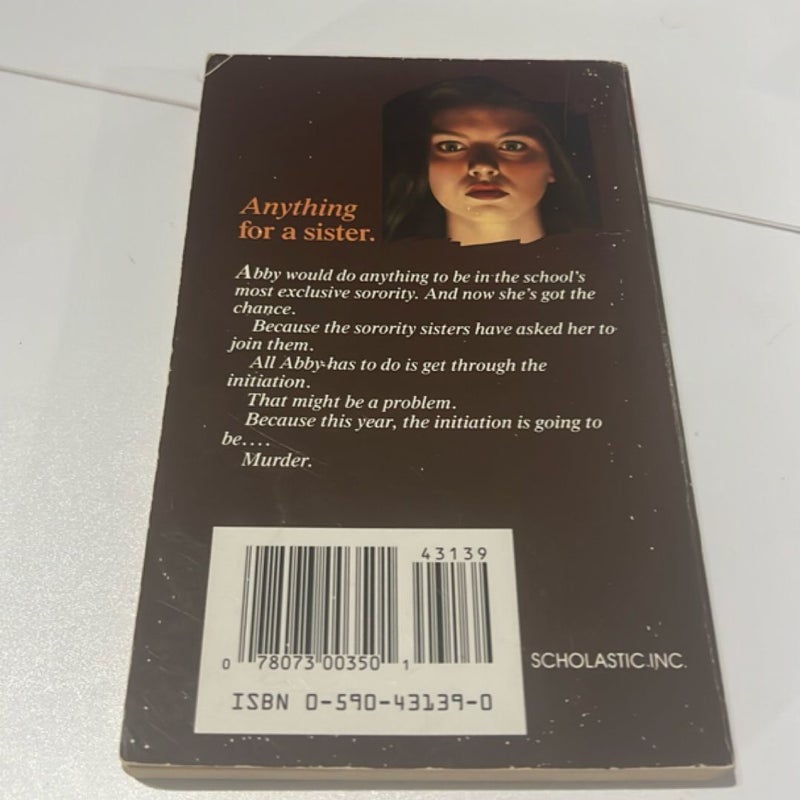 Anything
for a sister.
Abby would do anything to be in the school's
most exclusive sorority. And now she's got the
chance.
Because the sorority sisters have asked her to
join them.
All Abby has to do is get through the
initiation.
That might be a problem.
Because this year, the initiation is going to
be....
Murder.
43139
0 78073 00350 1
SCHOLASTIC INC.
ISBN 0-590-43139-0